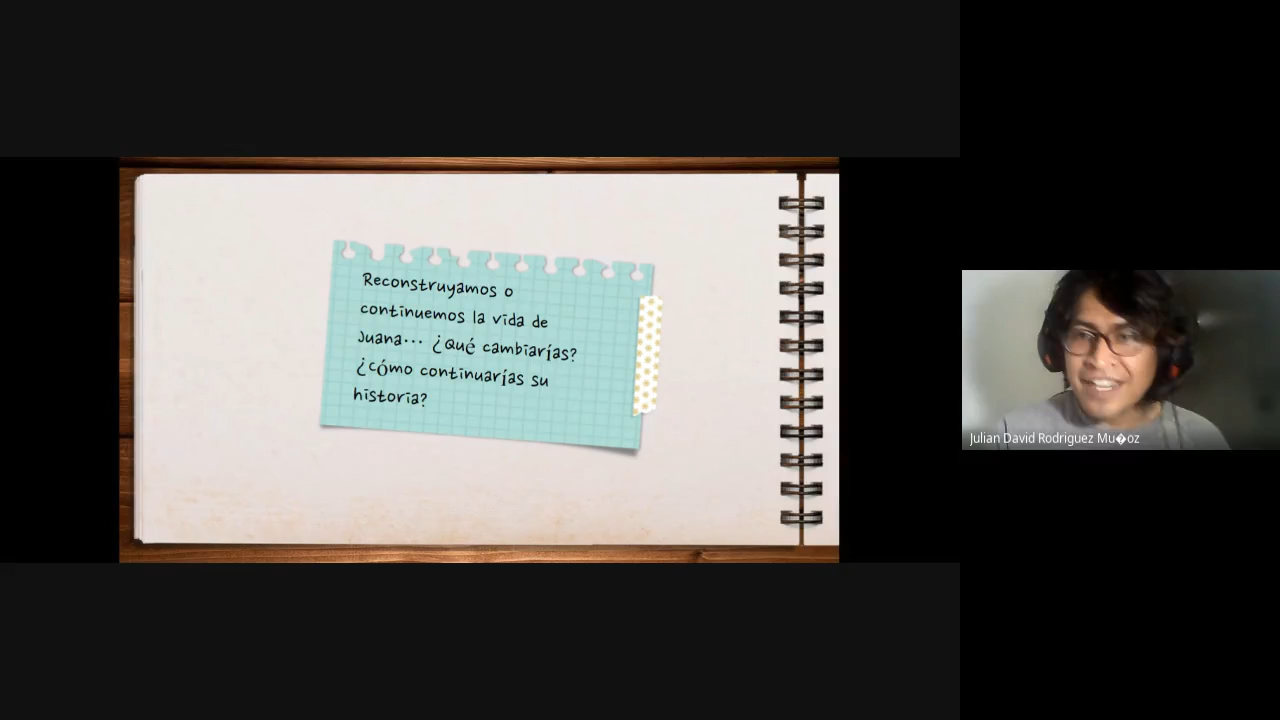 Reconstruyamos o
continuemos la vida de
Juana... ¿Qué cambiarías?
¿cómo continuarías su
historia?
Julian David Rodriguez Mu�oz